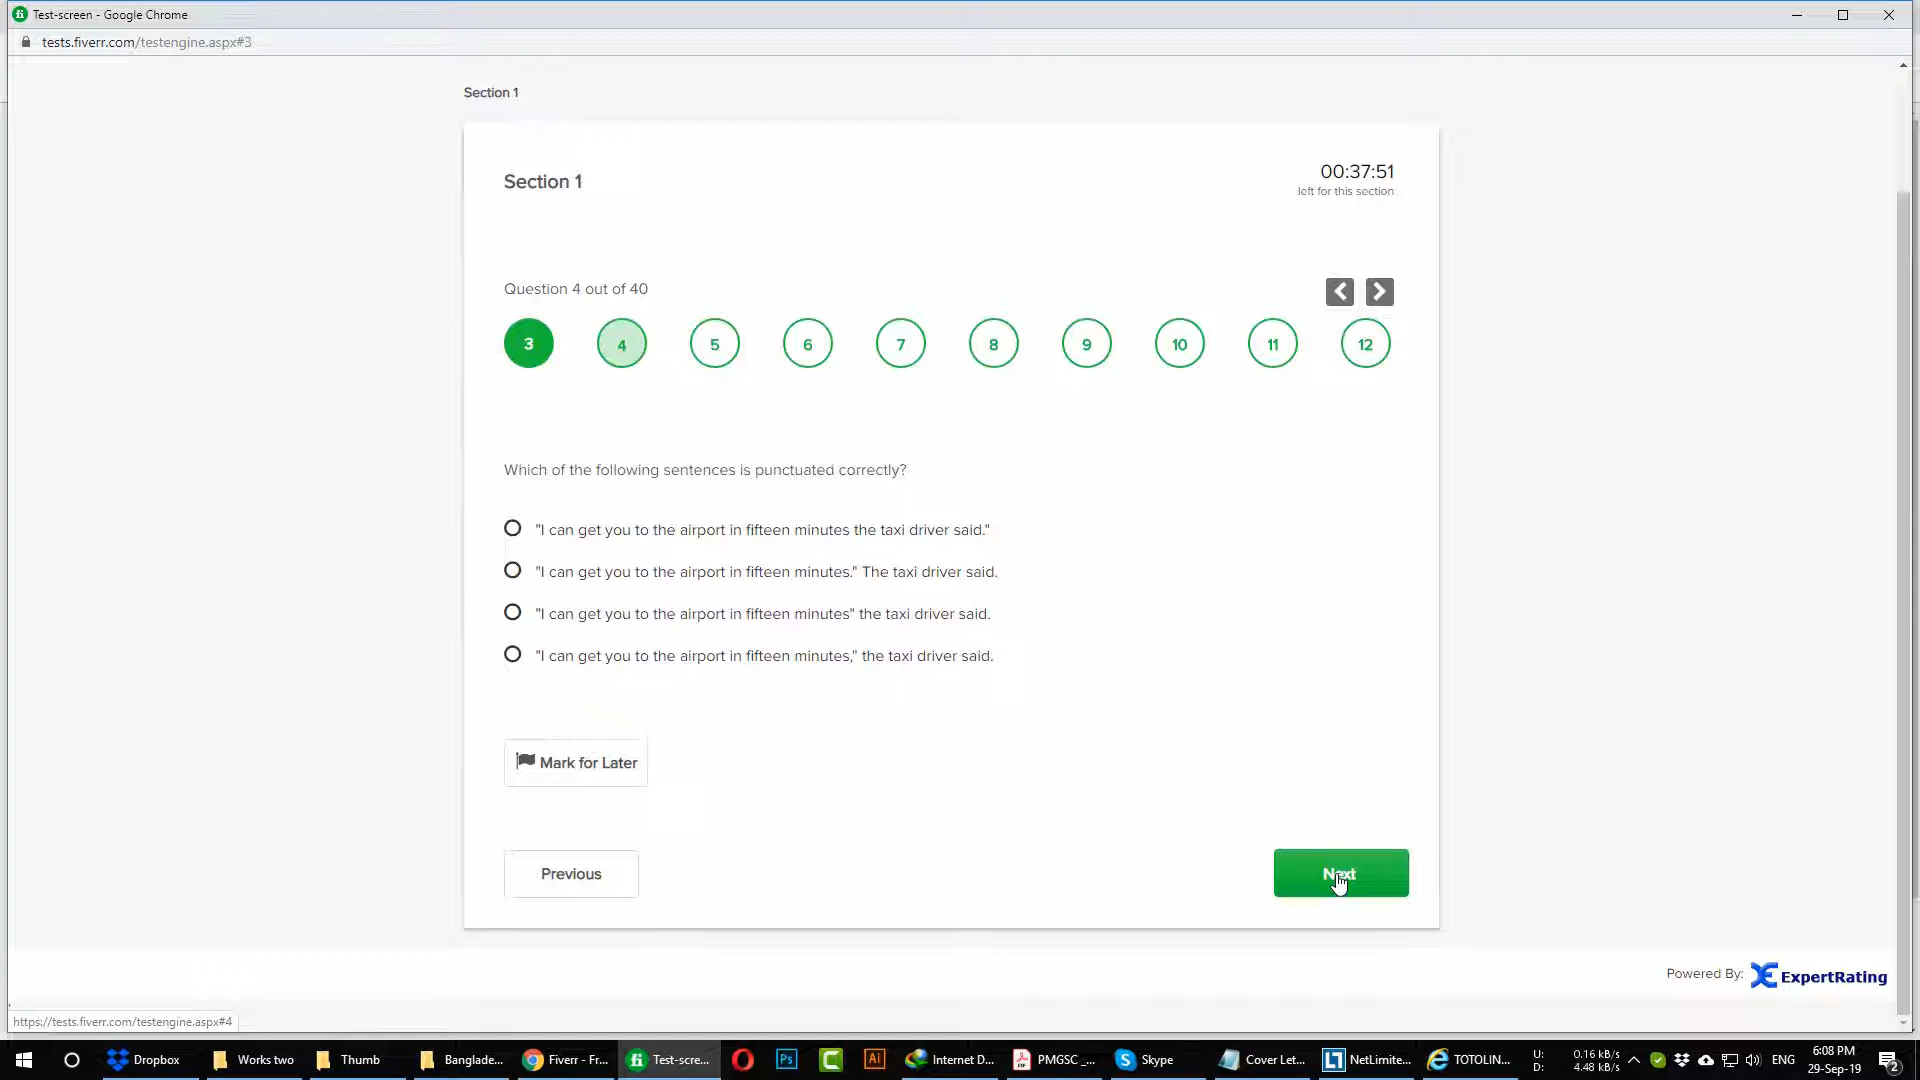 Test-screen - Google Chrome
tests.fiverr.com/testengine.aspx#3
Section 1
Section 1
00:37:51
left for this section
Question 4 out of 40
3 4 5 6 7 8 9 10 11 12
Which of the following sentences is punctuated correctly?
"I can get you to the airport in fifteen minutes the taxi driver said."
"I can get you to the airport in fifteen minutes." The taxi driver said.
"I can get you to the airport in fifteen minutes" the taxi driver said.
"I can get you to the airport in fifteen minutes," the taxi driver said.
Mark for Later
Previous
Next
Powered By: ExpertRating
https://tests.fiverr.com/testengine.aspx#4
Dropbox Works two Thumb Banglade... Fiverr - Fr... Test-scre... Ps Ai Internet D... PMGSC _... Skype Cover Let... NetLimite... TOTOLIN... U: 0.16 kB/s ENG 6:08 PM
D: 4.48 kB/s 29-Sep-19 2